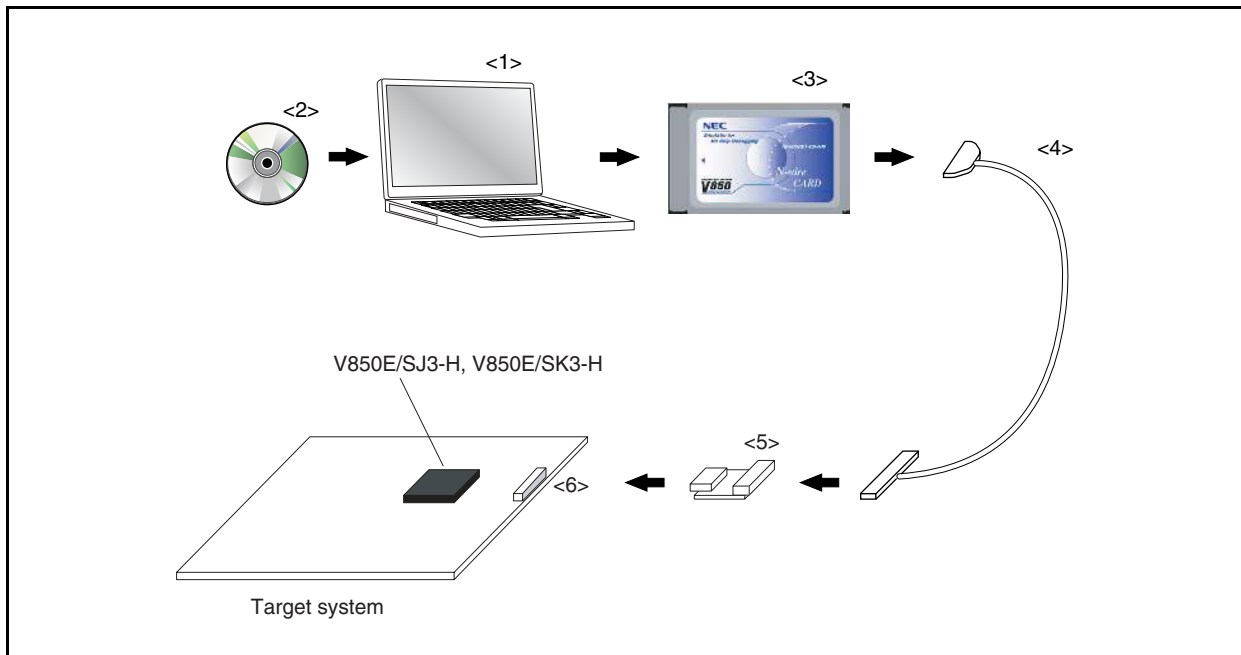 <1>
<2>
<3>
NEC
N-wire
CARD
V850
<4>
V850E/SJ3-H, V850E/SK3-H
<5>
<6>
Target system